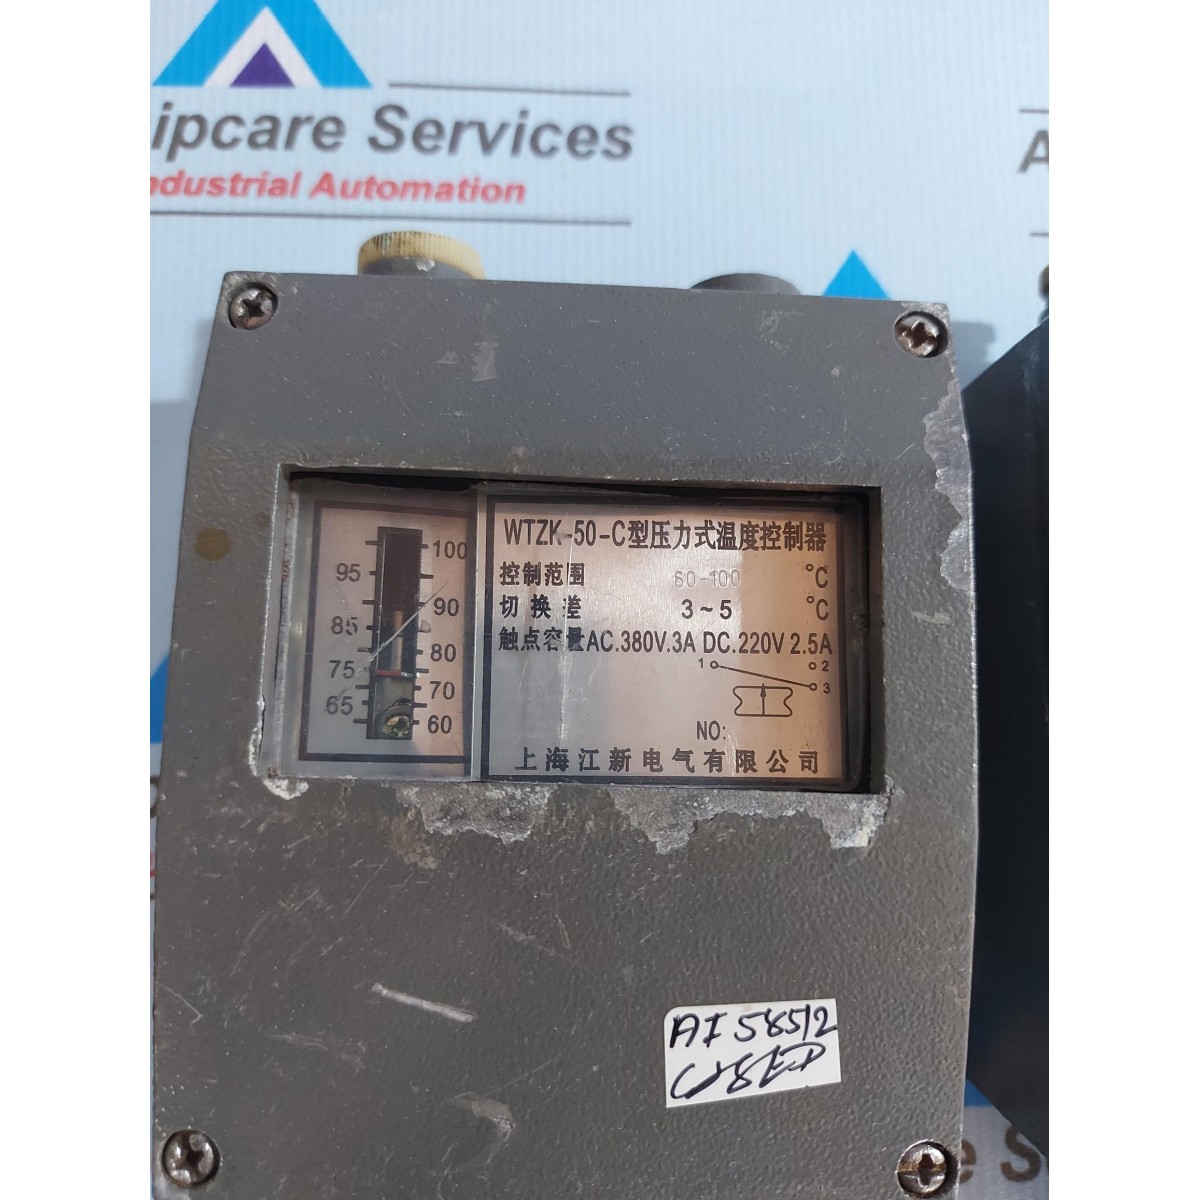 ipcare Services
ndustrial Automation
A
WTZK-50-C型压力式温度控制器
控制范围 60-100 °C
切换差 3~5 °C
触点容量AC.380V.3A DC.220V 2.5A
1 2
3
NO:
上海江新电气有限公司
100
95
90
85
80
75
70
65
60
AI 58512
USED
e S